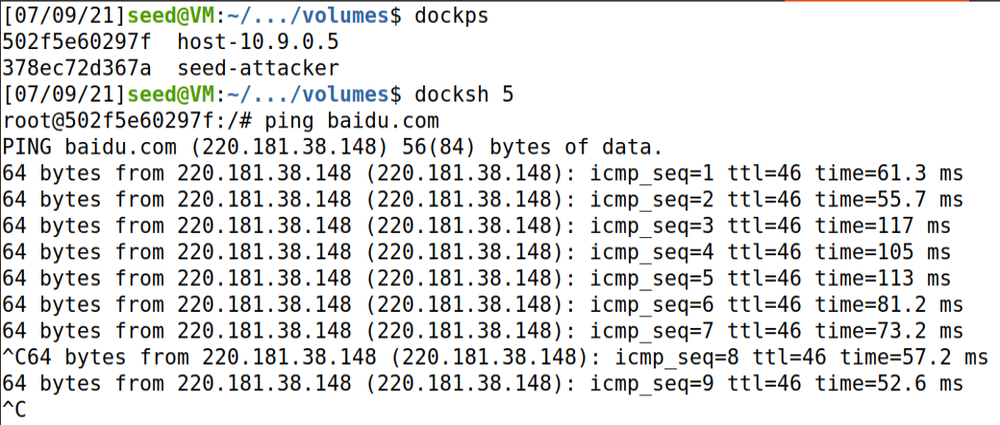 [07/09/21]seed@VM:~/.../volumes$ dockps
502f5e60297f  host-10.9.0.5
378ec72d367a  seed-attacker
[07/09/21]seed@VM:~/.../volumes$ docksh 5
root@502f5e60297f:/# ping baidu.com
PING baidu.com (220.181.38.148) 56(84) bytes of data.
64 bytes from 220.181.38.148 (220.181.38.148): icmp_seq=1 ttl=46 time=61.3 ms
64 bytes from 220.181.38.148 (220.181.38.148): icmp_seq=2 ttl=46 time=55.7 ms
64 bytes from 220.181.38.148 (220.181.38.148): icmp_seq=3 ttl=46 time=117 ms
64 bytes from 220.181.38.148 (220.181.38.148): icmp_seq=4 ttl=46 time=105 ms
64 bytes from 220.181.38.148 (220.181.38.148): icmp_seq=5 ttl=46 time=113 ms
64 bytes from 220.181.38.148 (220.181.38.148): icmp_seq=6 ttl=46 time=81.2 ms
64 bytes from 220.181.38.148 (220.181.38.148): icmp_seq=7 ttl=46 time=73.2 ms
^C64 bytes from 220.181.38.148 (220.181.38.148): icmp_seq=8 ttl=46 time=57.2 ms
64 bytes from 220.181.38.148 (220.181.38.148): icmp_seq=9 ttl=46 time=52.6 ms
^C